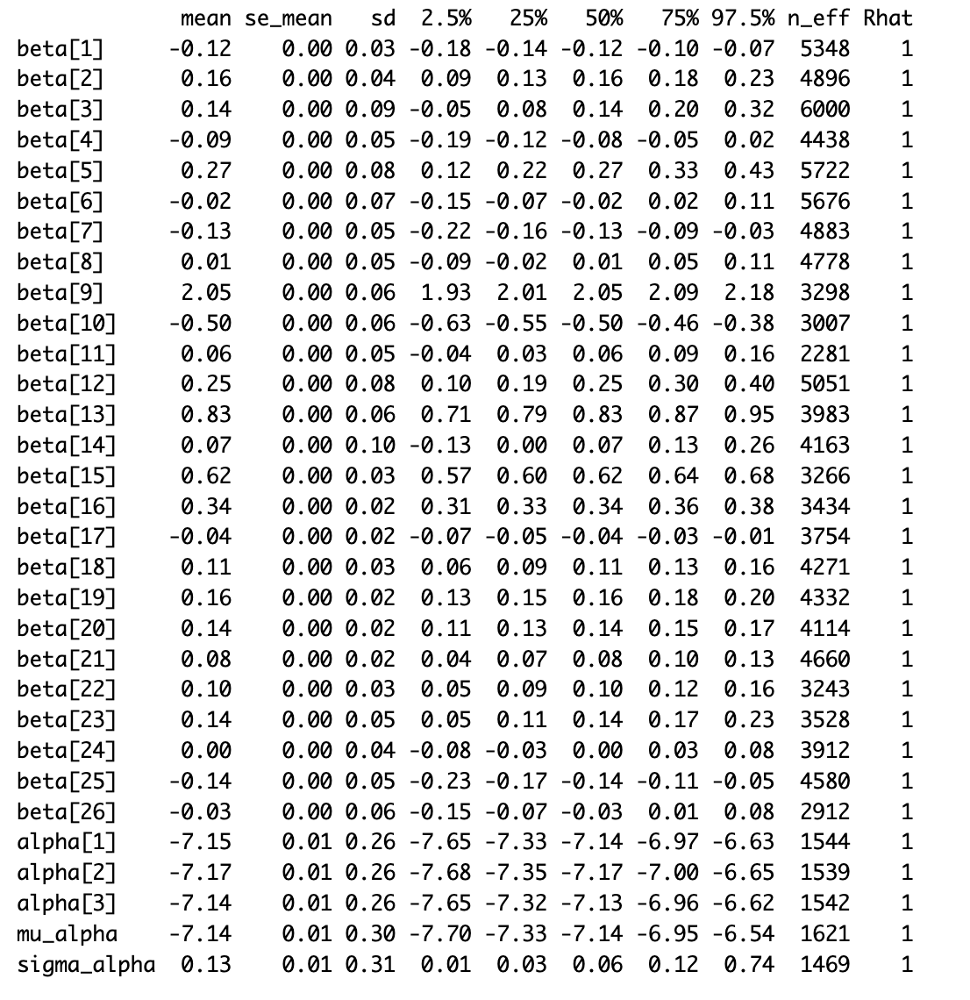 mean se_mean sd 2.5% 25% 50% 75% 97.5% n_eff Rhat
beta[1] -0.12 0.00 0.03 -0.18 -0.14 -0.12 -0.10 -0.07 5348 1
beta[2] 0.16 0.00 0.04 0.09 0.13 0.16 0.18 0.23 4896 1
beta[3] 0.14 0.00 0.09 -0.05 0.08 0.14 0.20 0.32 6000 1
beta[4] -0.09 0.00 0.05 -0.19 -0.12 -0.08 -0.05 0.02 4438 1
beta[5] 0.27 0.00 0.08 0.12 0.22 0.27 0.33 0.43 5722 1
beta[6] -0.02 0.00 0.07 -0.15 -0.07 -0.02 0.02 0.11 5676 1
beta[7] -0.13 0.00 0.05 -0.22 -0.16 -0.13 -0.09 -0.03 4883 1
beta[8] 0.01 0.00 0.05 -0.09 -0.02 0.01 0.05 0.11 4778 1
beta[9] 2.05 0.00 0.06 1.93 2.01 2.05 2.09 2.18 3298 1
beta[10] -0.50 0.00 0.06 -0.63 -0.55 -0.50 -0.46 -0.38 3007 1
beta[11] 0.06 0.00 0.05 -0.04 0.03 0.06 0.09 0.16 2281 1
beta[12] 0.25 0.00 0.08 0.10 0.19 0.25 0.30 0.40 5051 1
beta[13] 0.83 0.00 0.06 0.71 0.79 0.83 0.87 0.95 3983 1
beta[14] 0.07 0.00 0.10 -0.13 0.00 0.07 0.13 0.26 4163 1
beta[15] 0.62 0.00 0.03 0.57 0.60 0.62 0.64 0.68 3266 1
beta[16] 0.34 0.00 0.02 0.31 0.33 0.34 0.36 0.38 3434 1
beta[17] -0.04 0.00 0.02 -0.07 -0.05 -0.04 -0.03 -0.01 3754 1
beta[18] 0.11 0.00 0.03 0.06 0.09 0.11 0.13 0.16 4271 1
beta[19] 0.16 0.00 0.02 0.13 0.15 0.16 0.18 0.20 4332 1
beta[20] 0.14 0.00 0.02 0.11 0.13 0.14 0.15 0.17 4114 1
beta[21] 0.08 0.00 0.02 0.04 0.07 0.08 0.10 0.13 4660 1
beta[22] 0.10 0.00 0.03 0.05 0.09 0.10 0.12 0.16 3243 1
beta[23] 0.14 0.00 0.05 0.05 0.11 0.14 0.17 0.23 3528 1
beta[24] 0.00 0.00 0.04 -0.08 -0.03 0.00 0.03 0.08 3912 1
beta[25] -0.14 0.00 0.05 -0.23 -0.17 -0.14 -0.11 -0.05 4580 1
beta[26] -0.03 0.00 0.06 -0.15 -0.07 -0.03 0.01 0.08 2912 1
alpha[1] -7.15 0.01 0.26 -7.65 -7.33 -7.14 -6.97 -6.63 1544 1
alpha[2] -7.17 0.01 0.26 -7.68 -7.35 -7.17 -7.00 -6.65 1539 1
alpha[3] -7.14 0.01 0.26 -7.65 -7.32 -7.13 -6.96 -6.62 1542 1
mu_alpha -7.14 0.01 0.30 -7.70 -7.33 -7.14 -6.95 -6.54 1621 1
sigma_alpha 0.13 0.01 0.31 0.01 0.03 0.06 0.12 0.74 1469 1